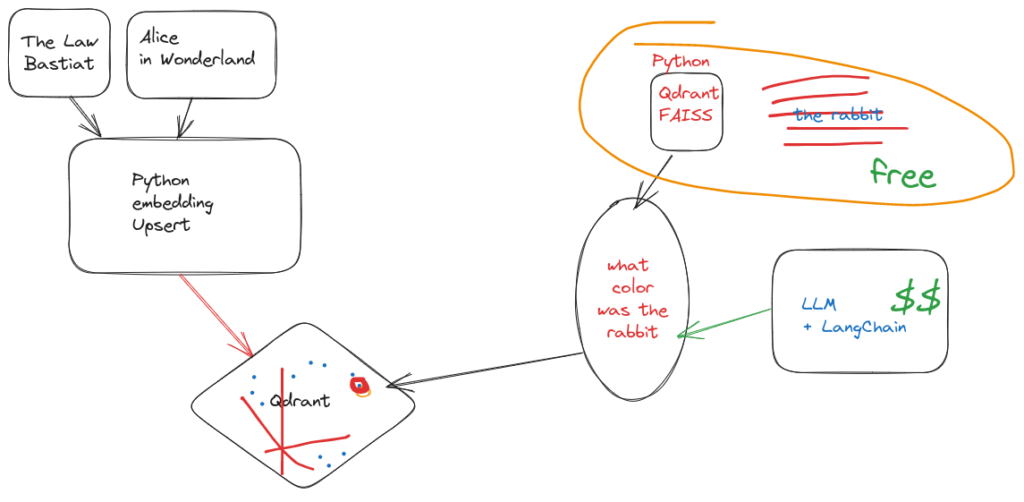 The Law
Bastiat
Alice
in Wonderland
Python
embedding
Upsert
Qdrant
Python
Qdrant
FAISS
the rabbit
free
what
color
was the
rabbit
LLM
+ LangChain
$$